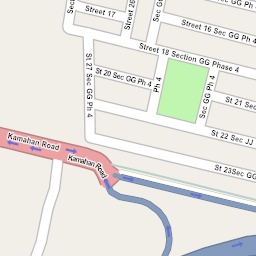 Street 17
Street 26
Street 16 Sec GG Ph 4
Sec
Street 18 Section GG Phase 4
St 27 Sec GG Ph 4
St 20 Sec GG Ph 4
Ph 4
Sec GG Ph 4
St 21 Sec
St 22 Sec JJ
St 23Sec GG
Kamahan Road
Kamahan Road